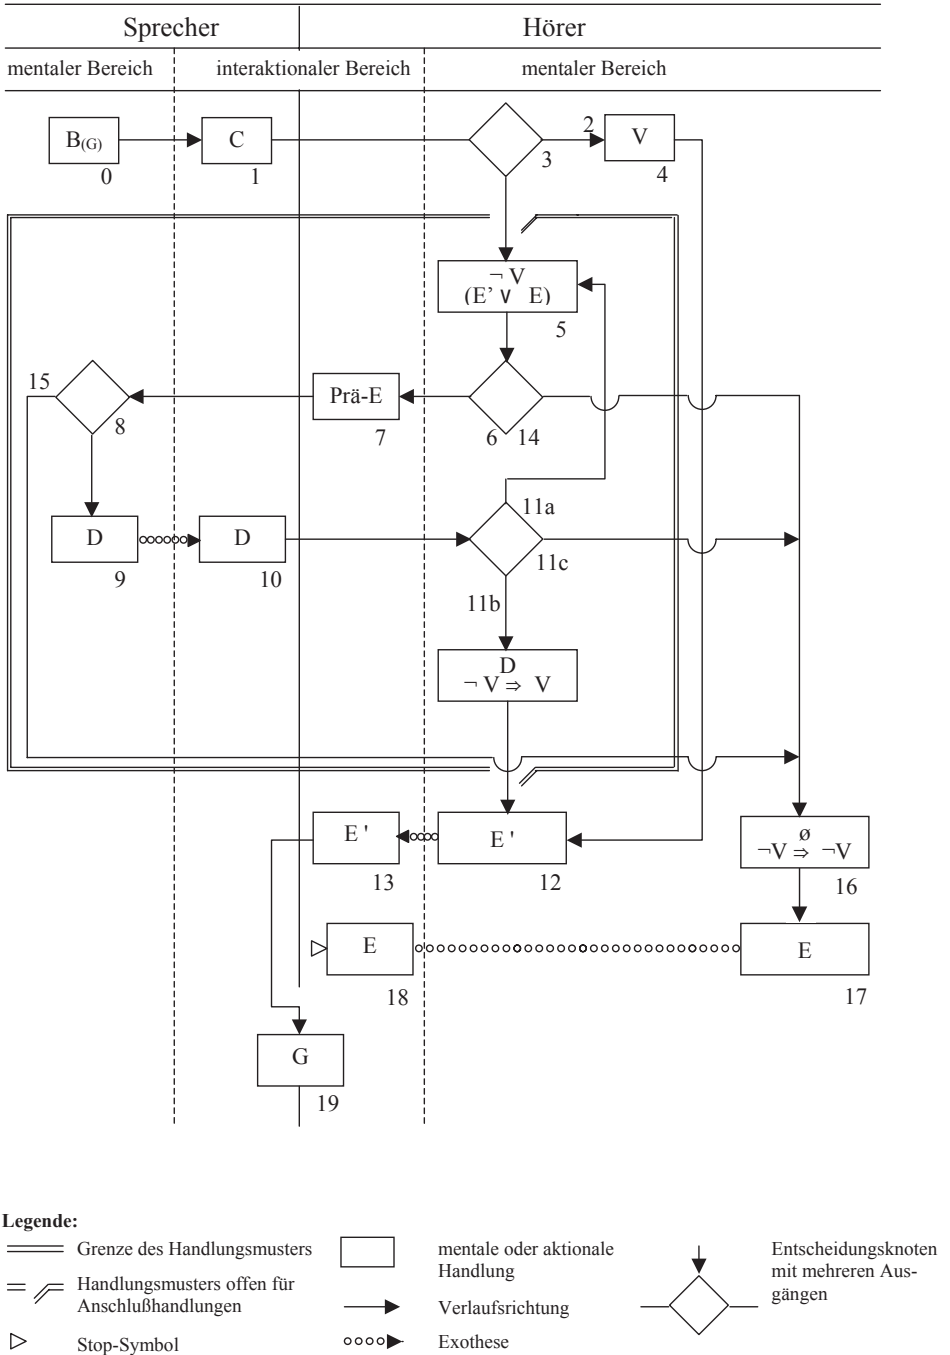 Sprecher Hörer
mentaler Bereich interaktionaler Bereich mentaler Bereich
B(G) C 2 V
0 1 3 4
¬ V
(E’ ∨ E)
5
15 Prä-E
8 7 6 14
11a
D D
11c
9 10
11b
D
¬ V ⇒ V
E ' E '
ø
¬V ⇒ ¬V
13 12 16
E E
18 17
G
19
Legende:
Grenze des Handlungsmusters
Handlungsmusters offen für
Anschlußhandlungen
Stop-Symbol
mentale oder aktionale
Handlung
Verlaufsrichtung
Exothese
Entscheidungsknoten
mit mehreren Aus-
gängen